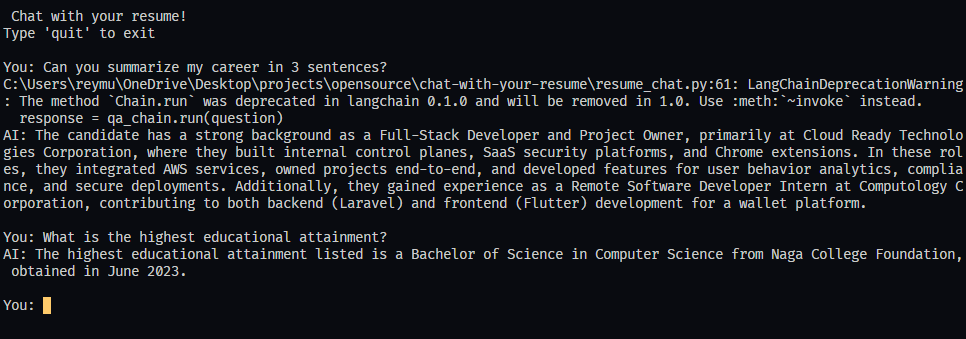 Chat with your resume!
Type 'quit' to exit
You: Can you summarize my career in 3 sentences?
C:\Users\reymu\OneDrive\Desktop\projects\opensource\chat-with-your-resume\resume_chat.py:61: LangChainDeprecationWarning
: The method `Chain.run` was deprecated in langchain 0.1.0 and will be removed in 1.0. Use :meth:`~invoke` instead.
  response = qa_chain.run(question)
AI: The candidate has a strong background as a Full-Stack Developer and Project Owner, primarily at Cloud Ready Technolo
gies Corporation, where they built internal control planes, SaaS security platforms, and Chrome extensions. In these rol
es, they integrated AWS services, owned projects end-to-end, and developed features for user behavior analytics, complia
nce, and secure deployments. Additionally, they gained experience as a Remote Software Developer Intern at Computology C
orporation, contributing to both backend (Laravel) and frontend (Flutter) development for a wallet platform.
You: What is the highest educational attainment?
AI: The highest educational attainment listed is a Bachelor of Science in Computer Science from Naga College Foundation,
 obtained in June 2023.
You: